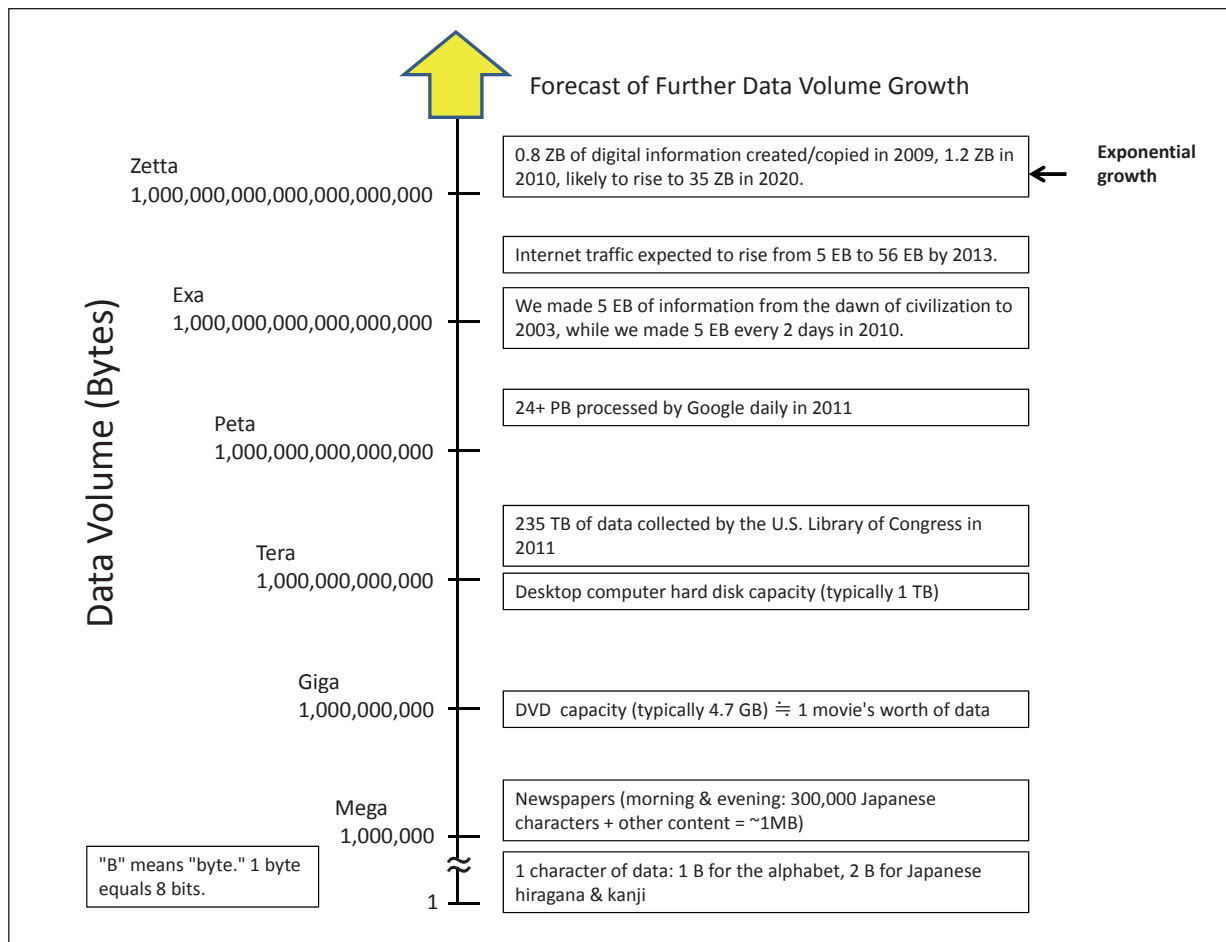 Forecast of Further Data Volume Growth
Zetta
1,000,000,000,000,000,000,000
0.8 ZB of digital information created/copied in 2009, 1.2 ZB in
2010, likely to rise to 35 ZB in 2020.
Exponential
growth
Internet traffic expected to rise from 5 EB to 56 EB by 2013.
Exa
1,000,000,000,000,000,000
We made 5 EB of information from the dawn of civilization to
2003, while we made 5 EB every 2 days in 2010.
Data Volume (Bytes)
24+ PB processed by Google daily in 2011
Peta
1,000,000,000,000,000
235 TB of data collected by the U.S. Library of Congress in
2011
Tera
1,000,000,000,000
Desktop computer hard disk capacity (typically 1 TB)
Giga
1,000,000,000
DVD capacity (typically 4.7 GB) ≒ 1 movie's worth of data
Mega
1,000,000
Newspapers (morning & evening: 300,000 Japanese
characters + other content = ~1MB)
"B" means "byte." 1 byte
equals 8 bits.
1
1 character of data: 1 B for the alphabet, 2 B for Japanese
hiragana & kanji